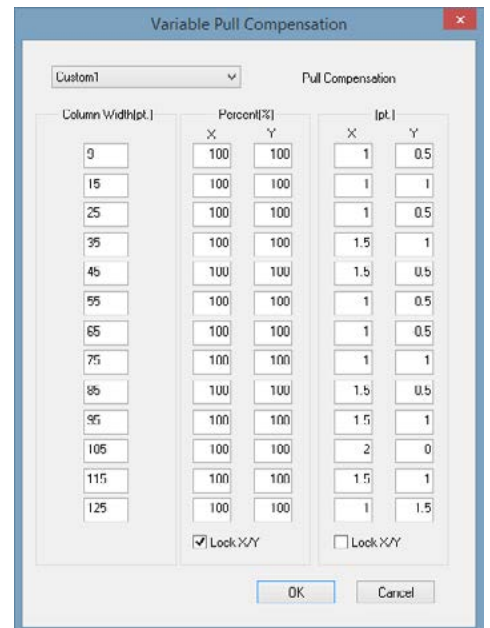 Variable Pull Compensation
Custom1 Pull Compensation
Column Width(pt.) Percent(%) (pt.)
X Y X Y
9 100 100 1 0.5
15 100 100 1 1
25 100 100 1 0.5
35 100 100 1.5 1
45 100 100 1.5 0.5
55 100 100 1 0.5
65 100 100 1 0.5
75 100 100 1 1
85 100 100 1.5 0.5
95 100 100 1.5 1
105 100 100 2 0
115 100 100 1.5 1
125 100 100 1 1.5
Lock X/Y Lock X/Y
OK Cancel